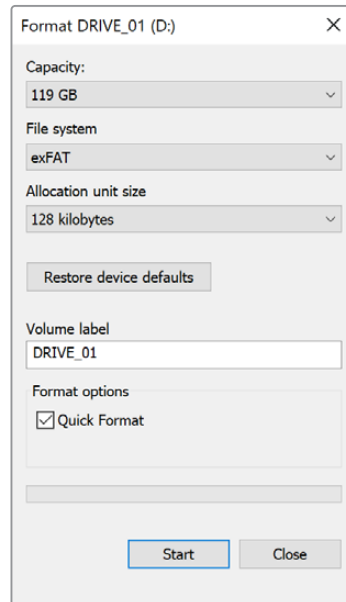 Format DRIVE_01 (D:)
Capacity:
119 GB
File system
exFAT
Allocation unit size
128 kilobytes
Restore device defaults
Volume label
DRIVE_01
Format options
Quick Format
Start
Close